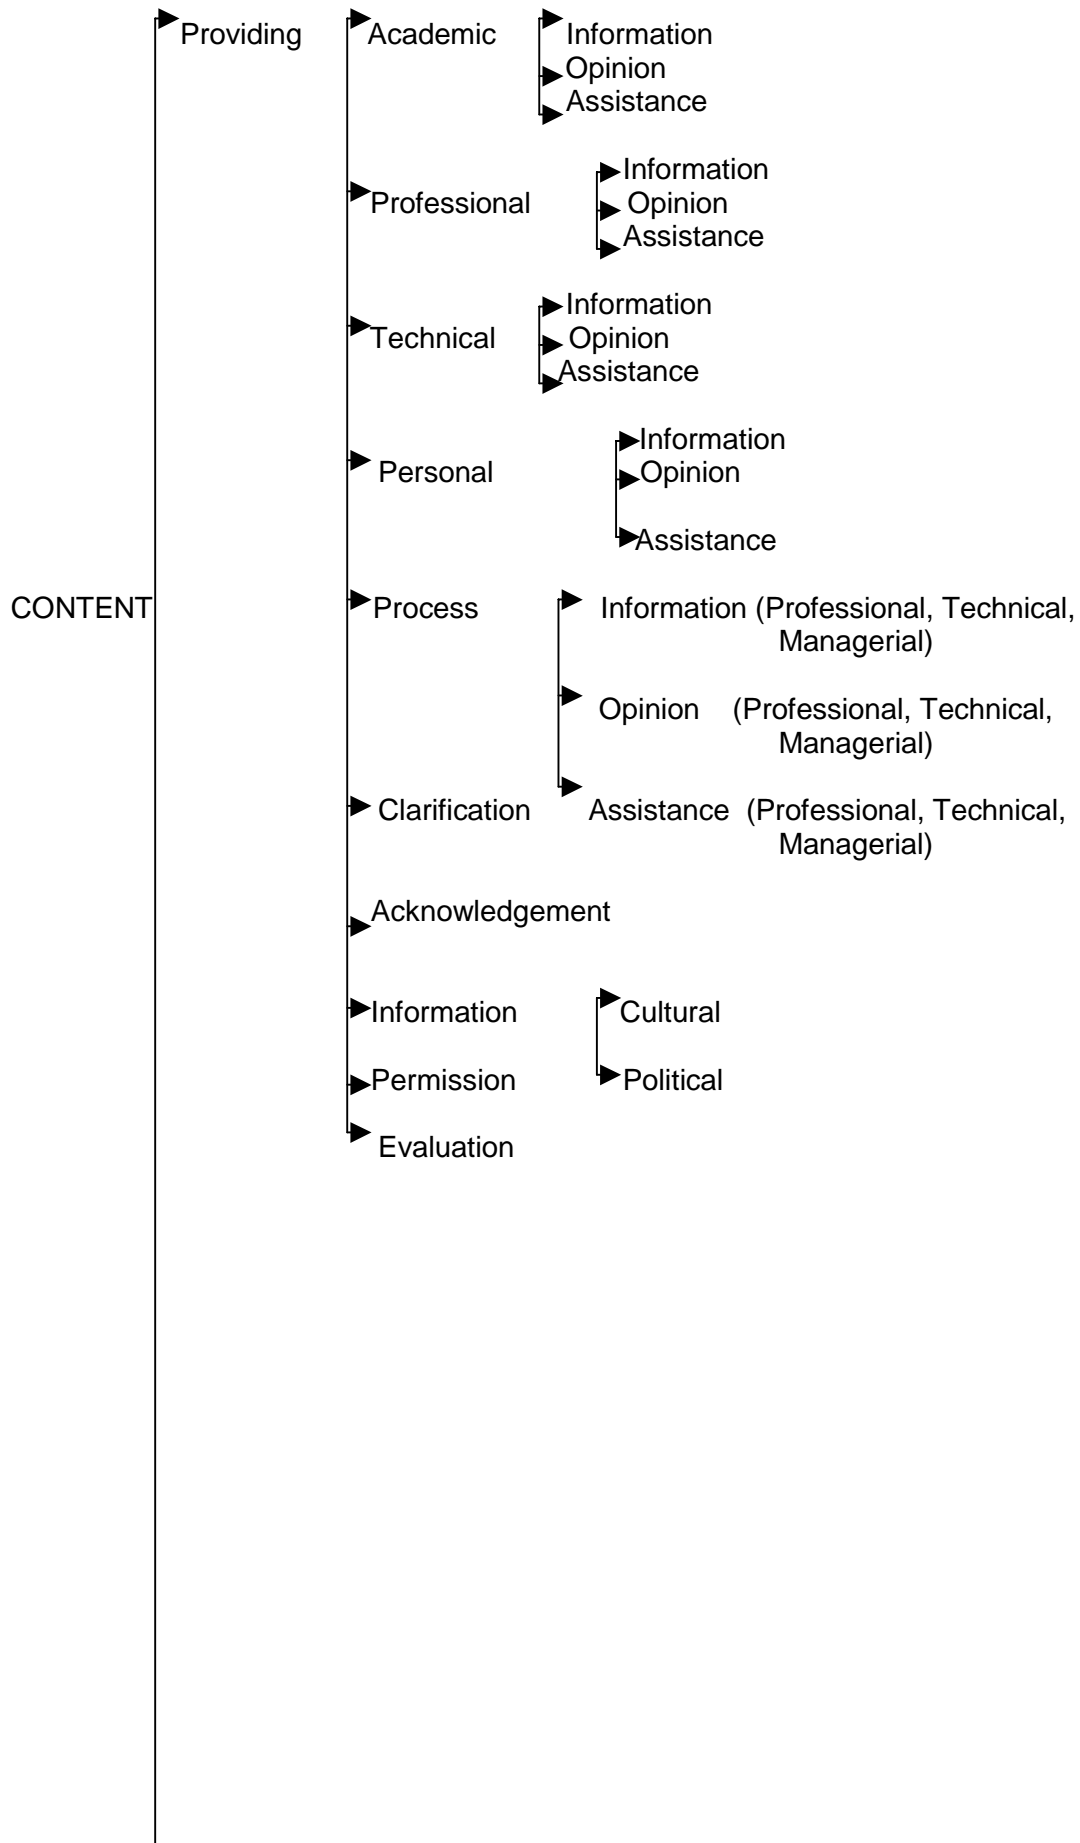 Providing Academic Information
Opinion
Assistance
Information
Professional Opinion
Assistance
Information
Technical Opinion
Assistance
Information
Personal Opinion
Assistance
CONTENT Process Information (Professional, Technical,
Managerial)
Opinion (Professional, Technical,
Managerial)
Clarification Assistance (Professional, Technical,
Managerial)
Acknowledgement
Information Cultural
Permission Political
Evaluation